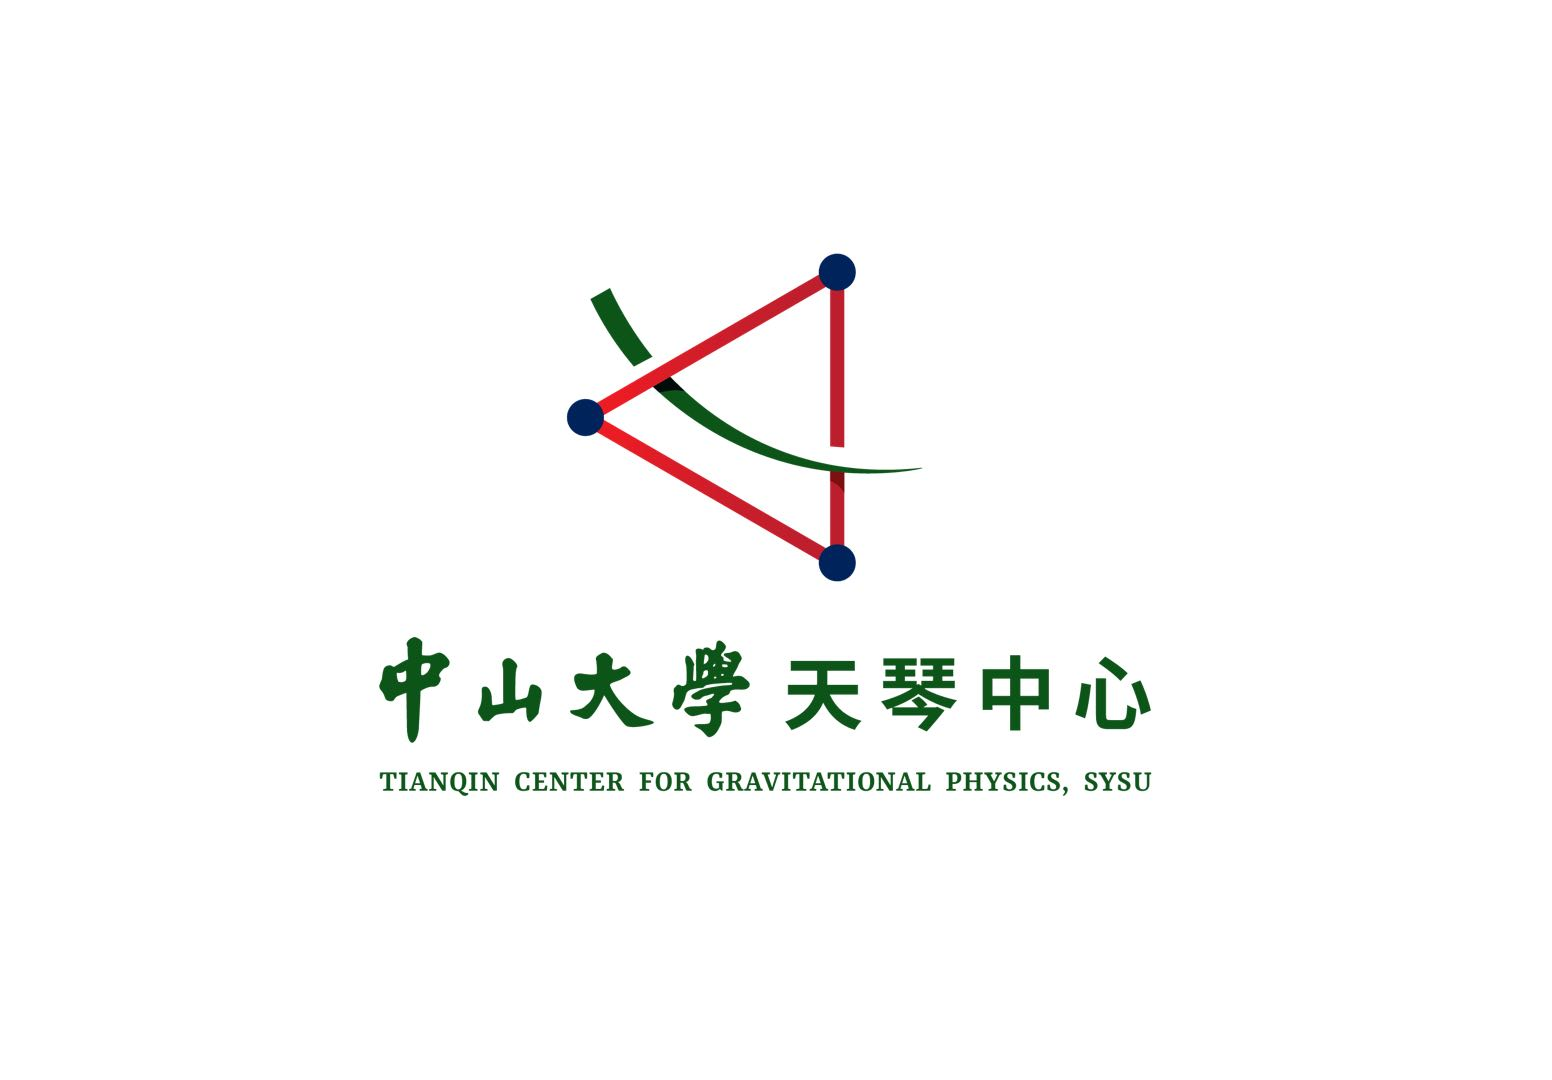 中山大學天琴中心
TIANQIN CENTER FOR GRAVITATIONAL PHYSICS, SYSU